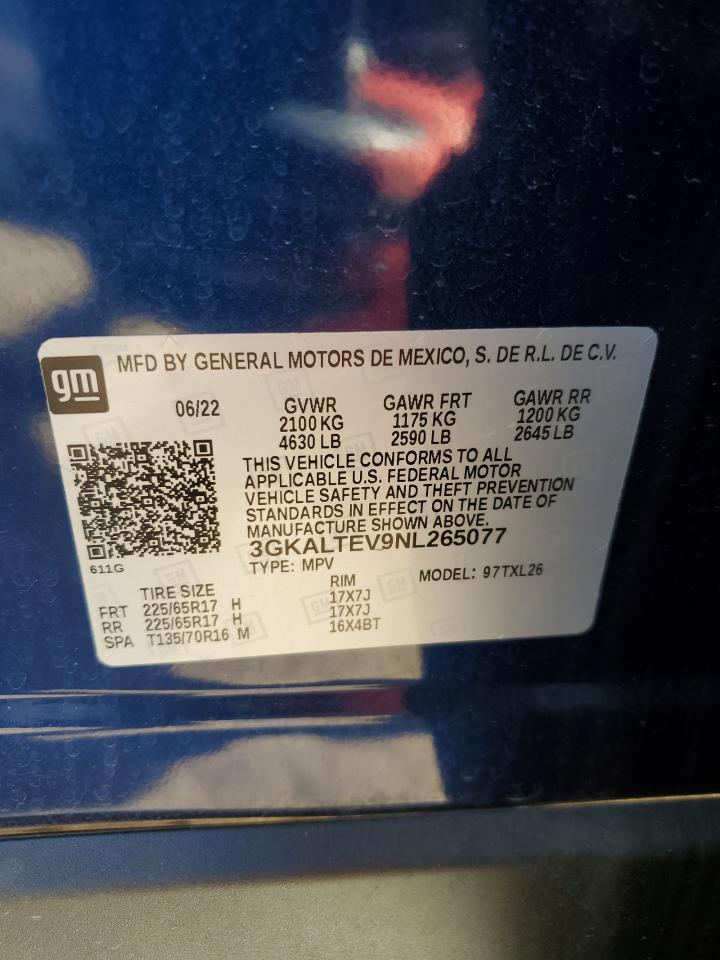 gm
MFD BY GENERAL MOTORS DE MEXICO, S. DE R.L. DE C.V.
06/22 GVWR GAWR FRT GAWR RR
2100 KG 1175 KG 1200 KG
4630 LB 2590 LB 2645 LB
THIS VEHICLE CONFORMS TO ALL
APPLICABLE U.S. FEDERAL MOTOR
VEHICLE SAFETY AND THEFT PREVENTION
STANDARDS IN EFFECT ON THE DATE OF
MANUFACTURE SHOWN ABOVE.
3GKALTEV9NL265077
611G
TYPE: MPV MODEL: 97TXL26
TIRE SIZE RIM
FRT 225/65R17 H 17X7J
RR 225/65R17 H 17X7J
SPA T135/70R16 M 16X4BT